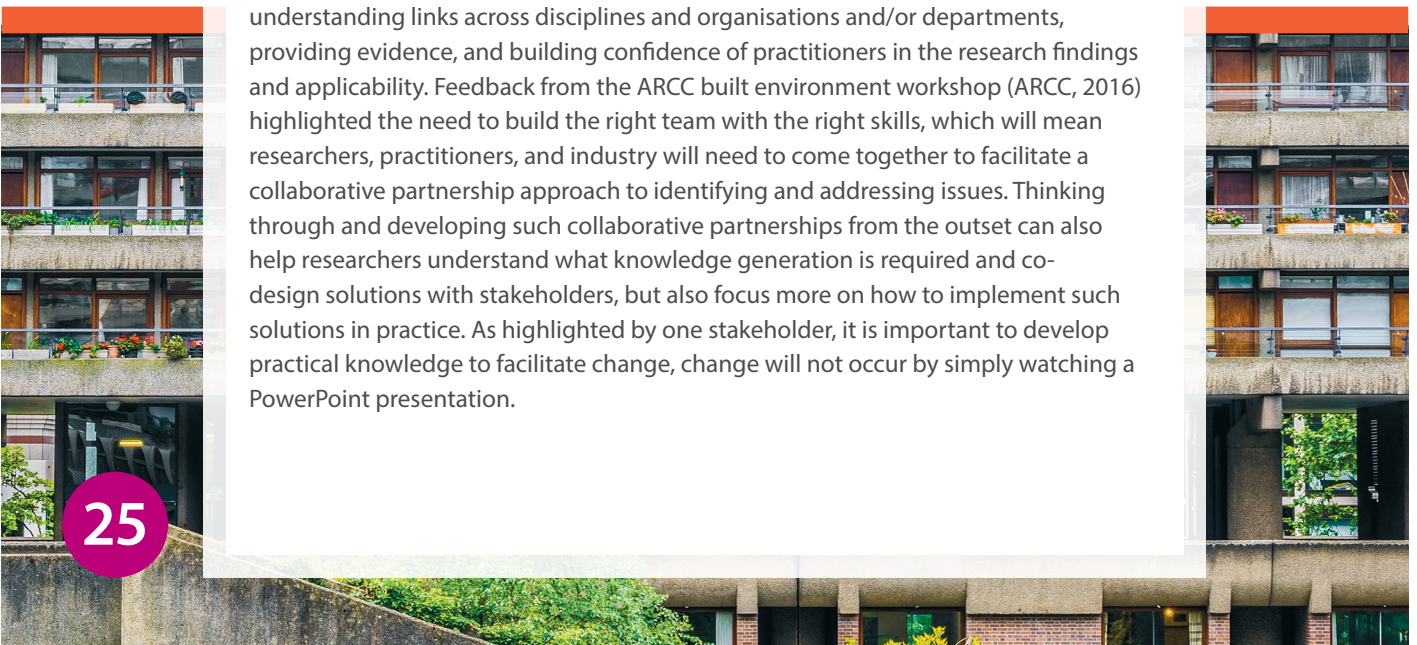 understanding links across disciplines and organisations and/or departments,
providing evidence, and building confidence of practitioners in the research findings
and applicability. Feedback from the ARCC built environment workshop (ARCC, 2016)
highlighted the need to build the right team with the right skills, which will mean
researchers, practitioners, and industry will need to come together to facilitate a
collaborative partnership approach to identifying and addressing issues. Thinking
through and developing such collaborative partnerships from the outset can also
help researchers understand what knowledge generation is required and co-
design solutions with stakeholders, but also focus more on how to implement such
solutions in practice. As highlighted by one stakeholder, it is important to develop
practical knowledge to facilitate change, change will not occur by simply watching a
PowerPoint presentation.
25